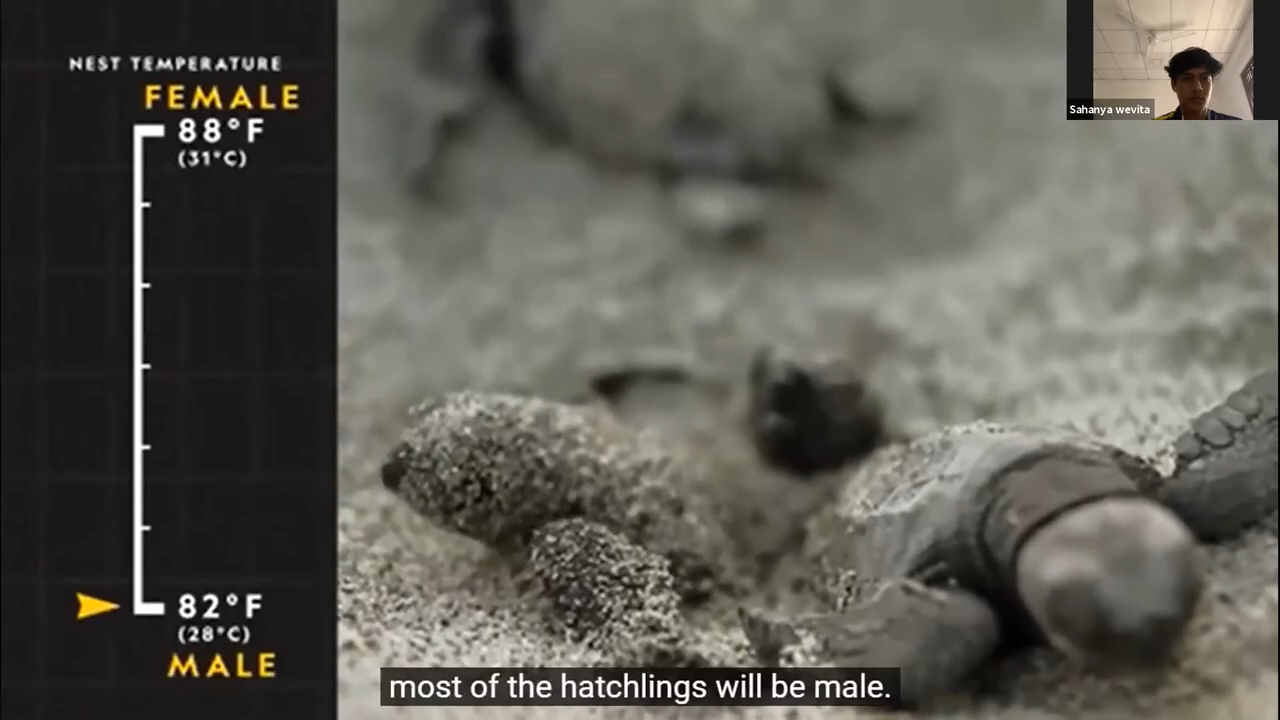 NEST TEMPERATURE
FEMALE
88°F
(31°C)
82°F
(28°C)
MALE
most of the hatchlings will be male.
Sahanya wevita